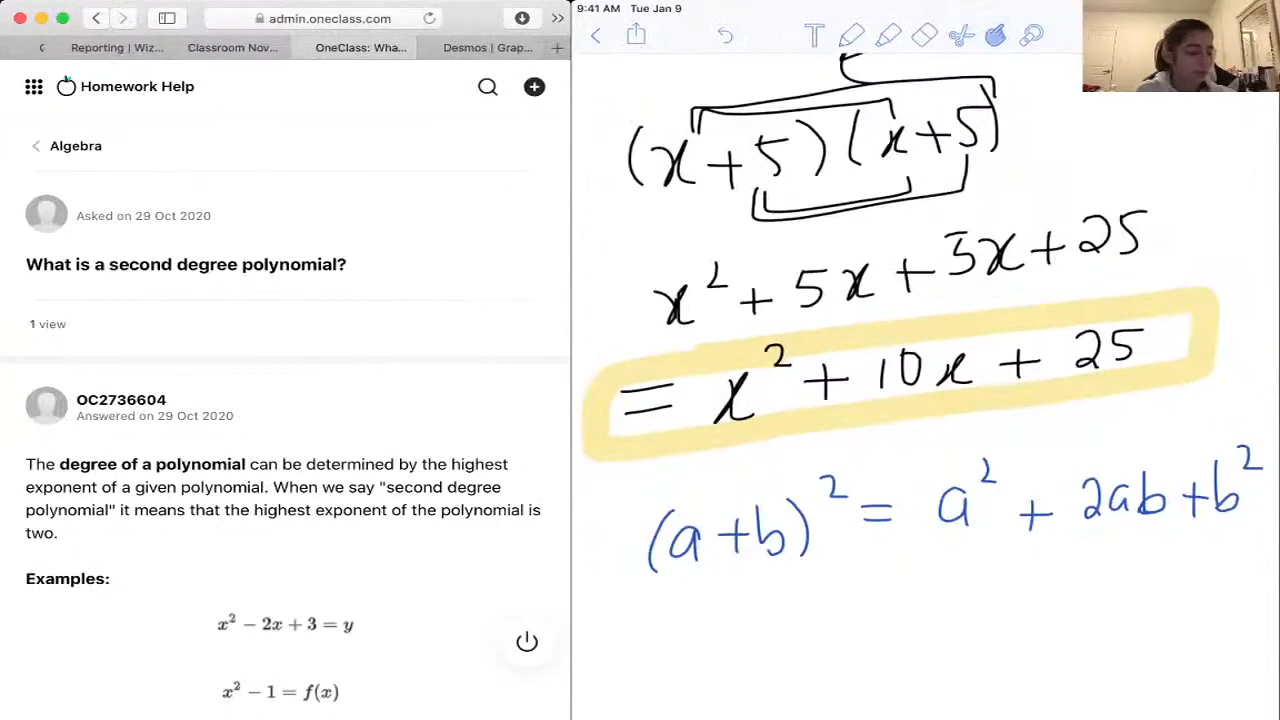 admin.oneclass.com
Reporting | Wiz...
Classroom Nov...
OneClass: Wha...
Desmos | Grap...
Homework Help
Algebra
Asked on 29 Oct 2020
What is a second degree polynomial?
1 view
OC2736604
Answered on 29 Oct 2020
The degree of a polynomial can be determined by the highest
exponent of a given polynomial. When we say "second degree
polynomial" it means that the highest exponent of the polynomial is
two.
Examples:
x² − 2x + 3 = y
x² − 1 = f(x)
9:41 AM Tue Jan 9
(x+5)(x+5)
x² + 5x + 5x + 25
= x² + 10x + 25
(a+b)² = a² + 2ab + b²